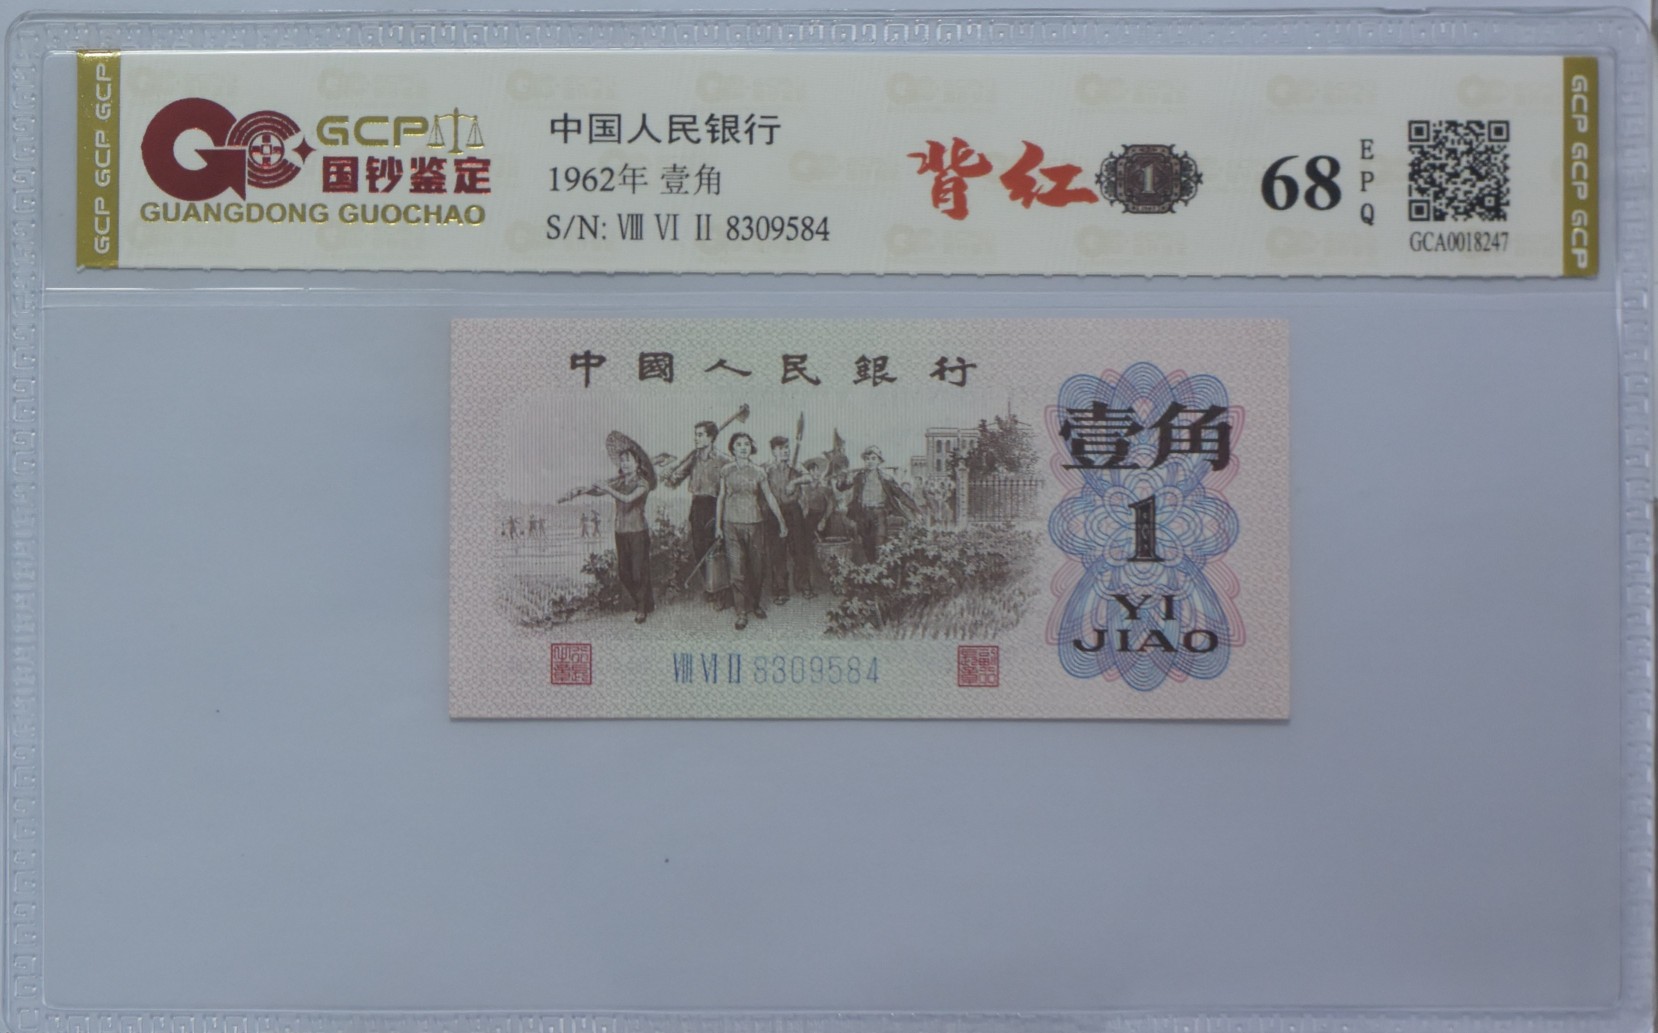 GCP GCP GCP
GCP
国钞鉴定
GUANGDONG GUOCHAO
中国人民银行
1962年 壹角
S/N: Ⅷ Ⅵ Ⅱ 8309584
背红
1
68
EPQ
GCA0018247
GCP GCP GCP
中國人民銀行
壹角
1
YI
JIAO
Ⅷ Ⅵ Ⅱ 8309584